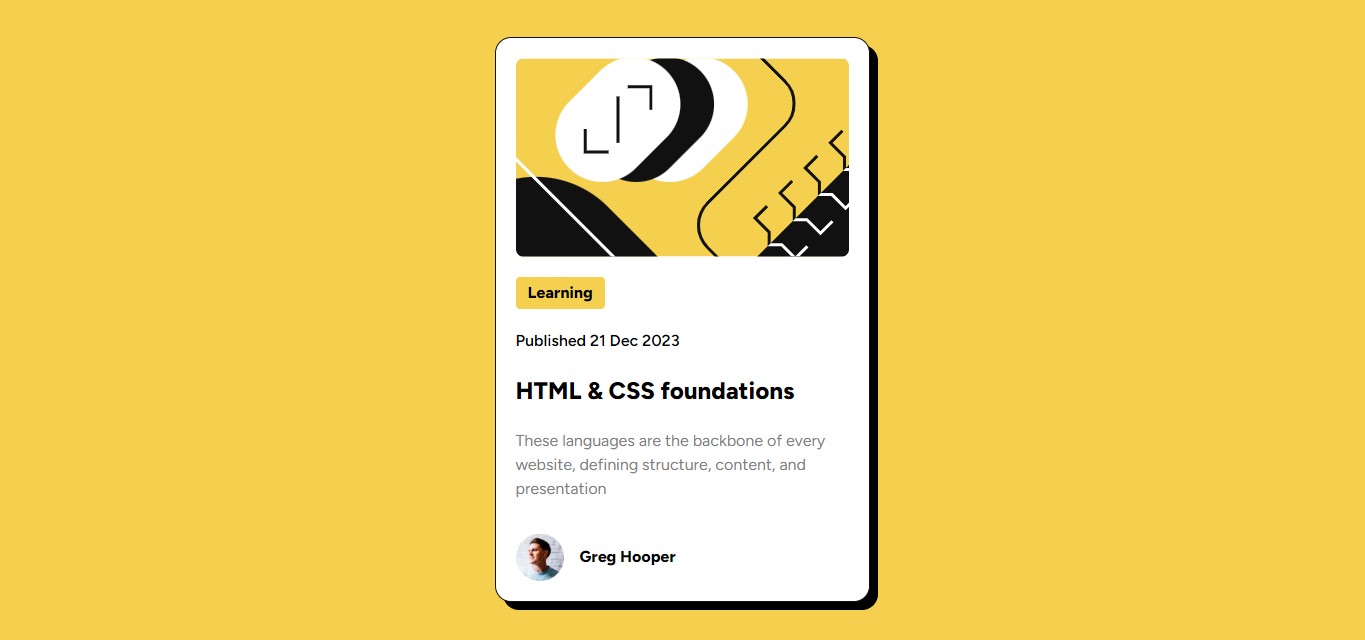 Learning
Published 21 Dec 2023
HTML & CSS foundations
These languages are the backbone of every
website, defining structure, content, and
presentation
Greg Hooper